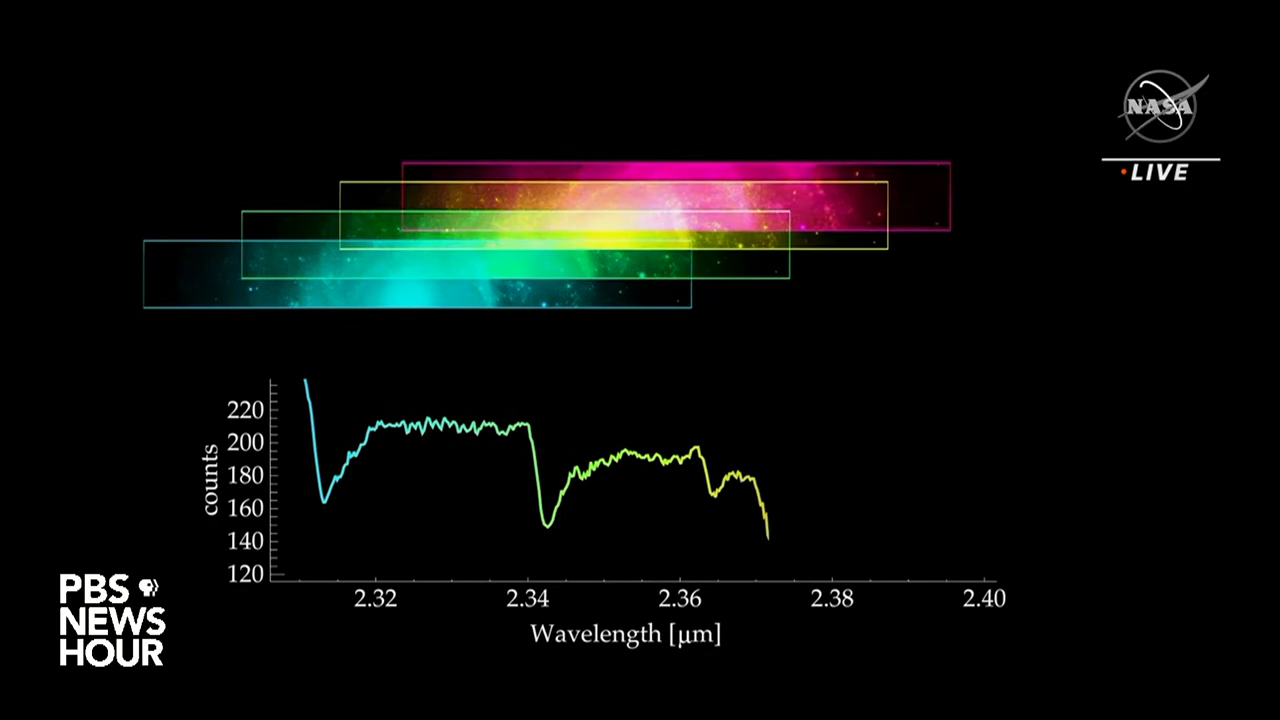 NASA
LIVE
220
200
180
160
140
120
counts
2.32 2.34 2.36 2.38 2.40
Wavelength [μm]
PBS
NEWS
HOUR